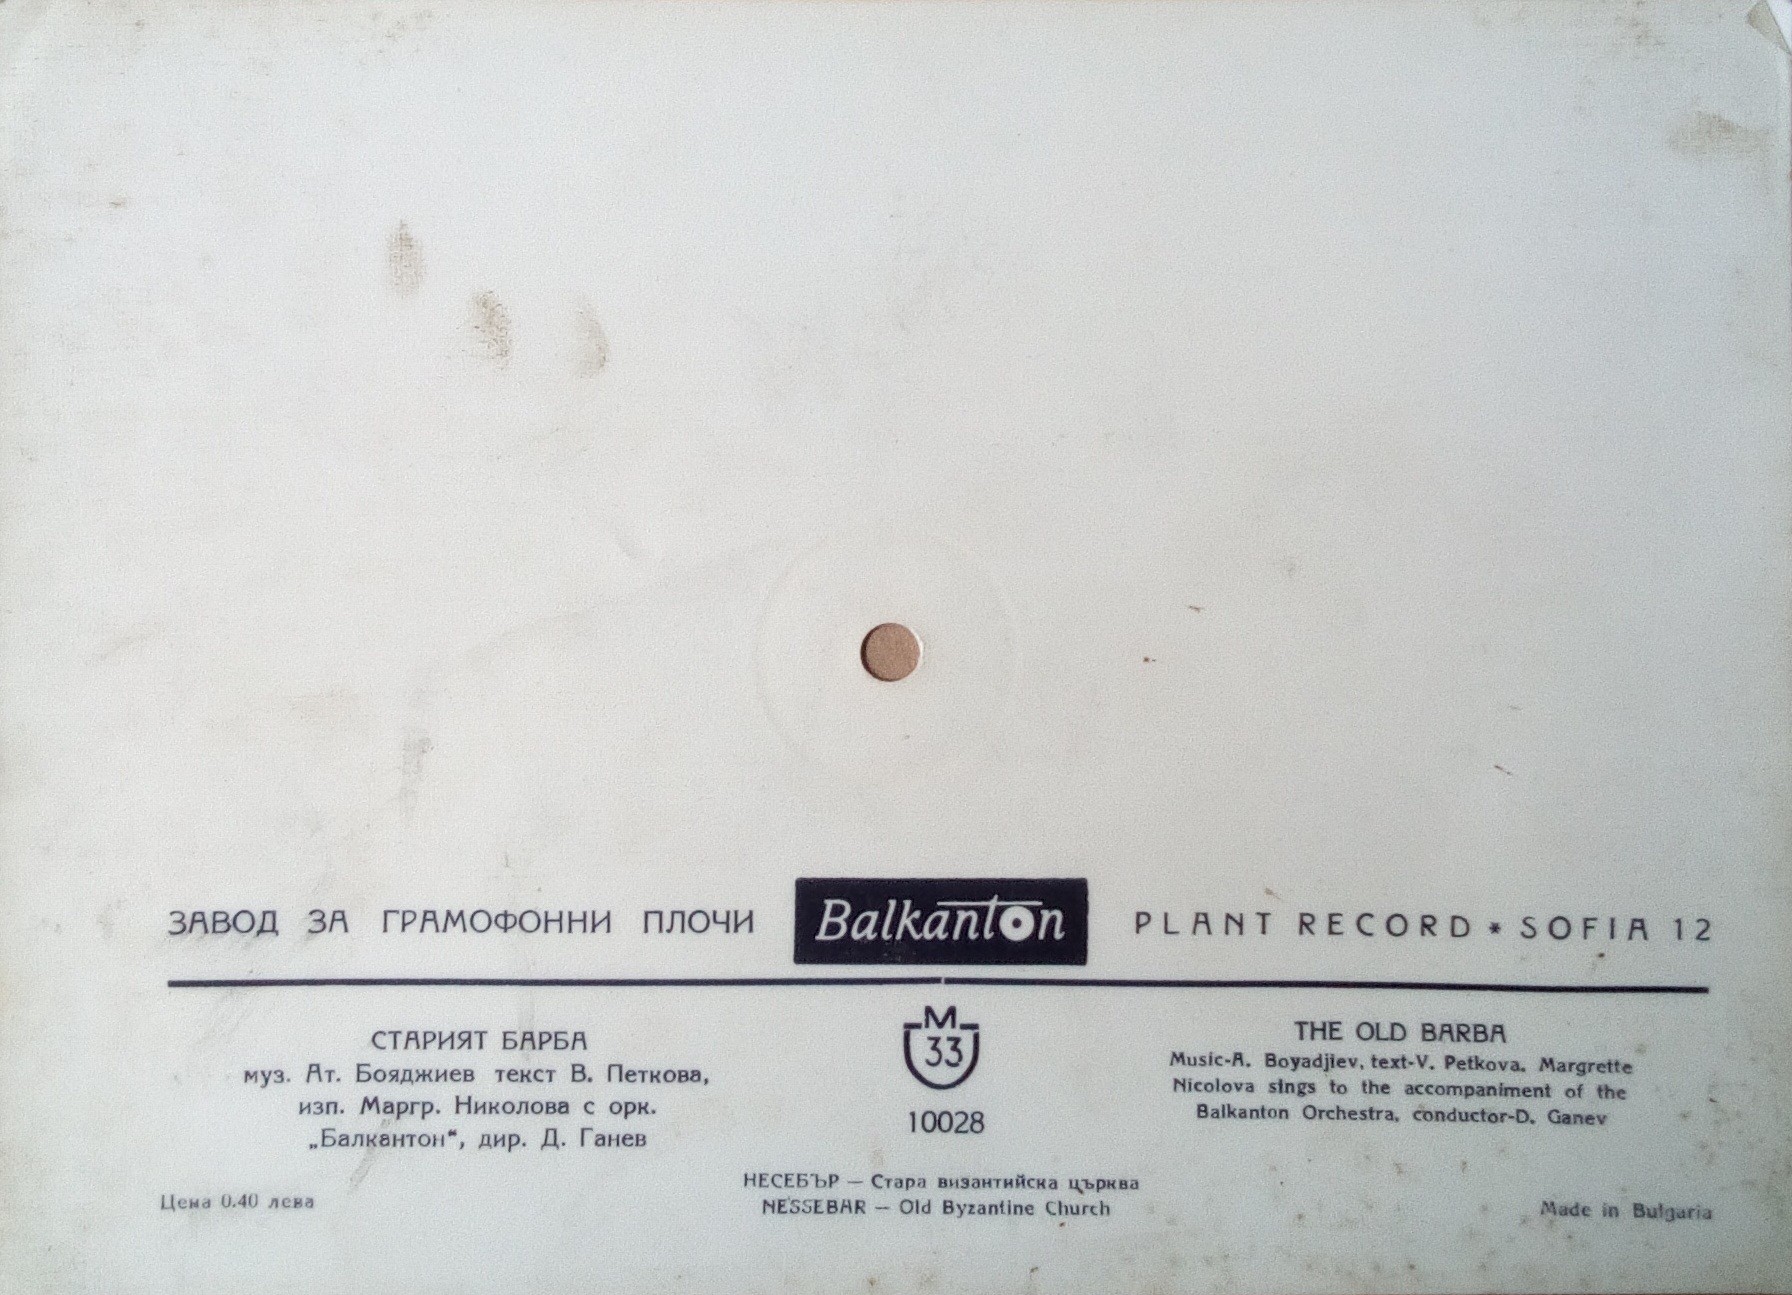 ЗАВОД ЗА ГРАМОФОННИ ПЛОЧИ
Balkanton
PLANT RECORD * SOFIA 12
СТАРИЯТ БАРБА
муз. Ат. Бояджиев текст В. Петкова,
изп. Маргр. Николова с орк.
„Балкантон“, дир. Д. Ганев
Цена 0.40 лева
М
33
10028
НЕСЕБЪР — Стара византийска църква
NESSEBAR — Old Byzantine Church
THE OLD BARBA
Music-A. Boyadjiev, text-V. Petkova. Margrette
Nicolova sings to the accompaniment of the
Balkanton Orchestra, conductor-D. Ganev
Made in Bulgaria